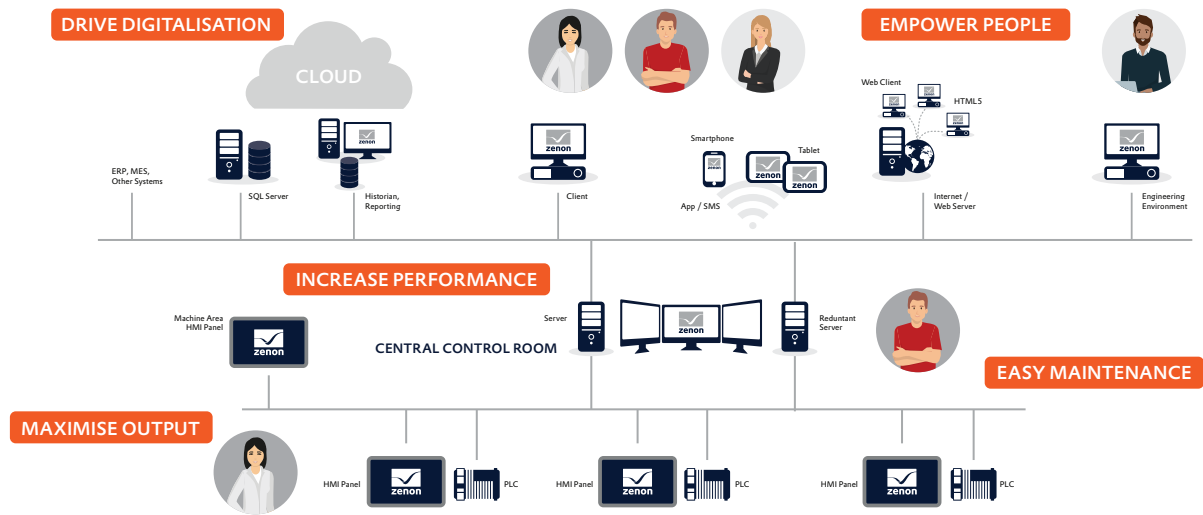 DRIVE DIGITALISATION
EMPOWER PEOPLE
CLOUD
Web Client
HTML5
zenon
zenon
Smartphone
zenon
Tablet
zenon
zenon
zenon
ERP, MES,
Other Systems
SQL Server
Historian,
Reporting
Client
App / SMS
Internet /
Web Server
Engineering
Environment
INCREASE PERFORMANCE
Machine Area
HMI Panel
zenon
Server
zenon
Reduntant
Server
CENTRAL CONTROL ROOM
EASY MAINTENANCE
MAXIMISE OUTPUT
HMI Panel
zenon
PLC
HMI Panel
zenon
PLC
HMI Panel
zenon
PLC